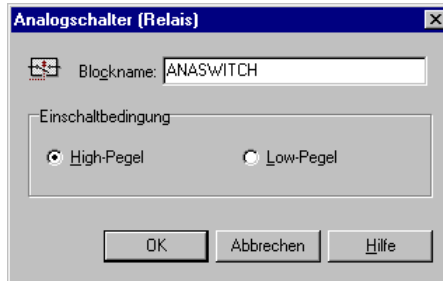 Analogschalter (Relais)
Blockname: ANASWITCH
Einschaltbedingung
High-Pegel Low-Pegel
OK Abbrechen Hilfe